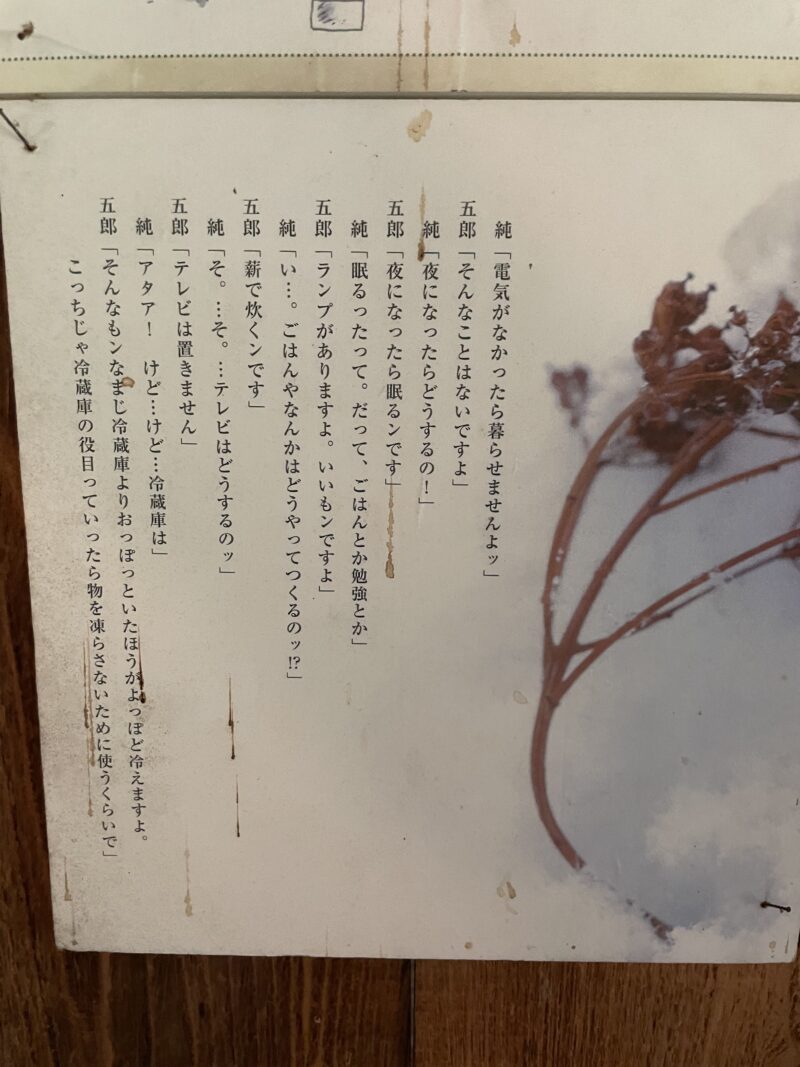 純「電気がなかったら暮らせませんよッ」
五郎「そんなことはないですよ」
純「夜になったらどうするの！」
五郎「夜になったら眠るンです」
純「眠るったって。だって、ごはんとか勉強とか」
五郎「ランプがありますよ。いいもンですよ」
純「い…。ごはんやなんかはどうやってつくるのッ!?」
五郎「薪で炊くンです」
純「そ。…そ。…テレビはどうするのッ」
五郎「テレビは置きません」
純「アタア！　けど…けど…冷蔵庫は」
五郎「そんなもンなまじ冷蔵庫よりおっぽっといたほうがよっぽど冷えますよ。
こっちじゃ冷蔵庫の役目っていったら物を凍らさないために使うくらいで」